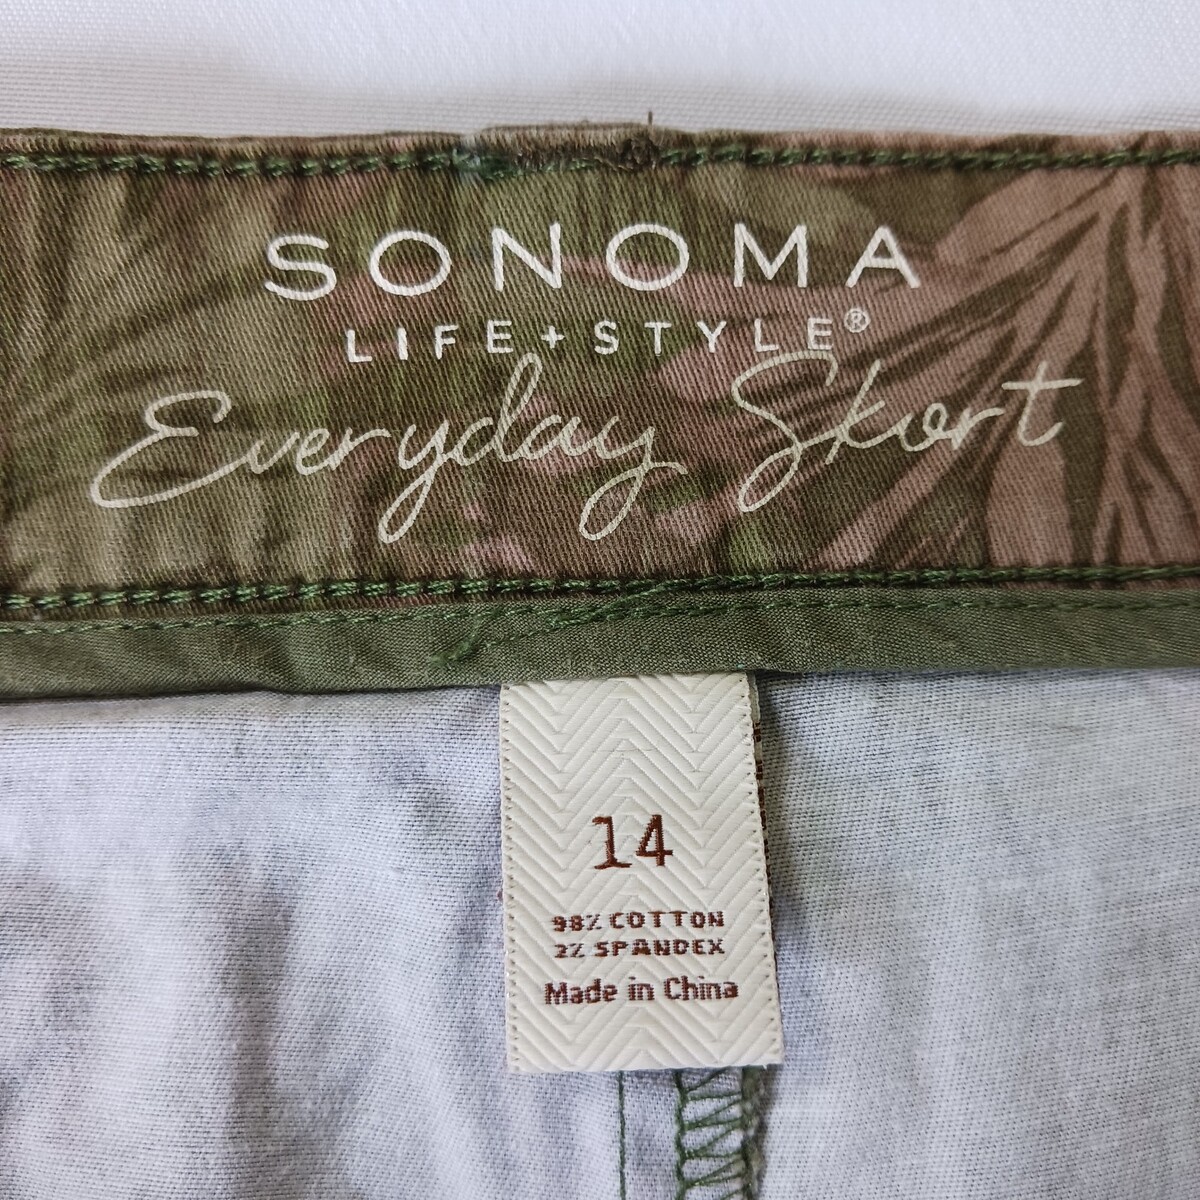 SONOMA
LIFE+STYLE®
Everyday Skort
14
98% COTTON
2% SPANDEX
Made in China